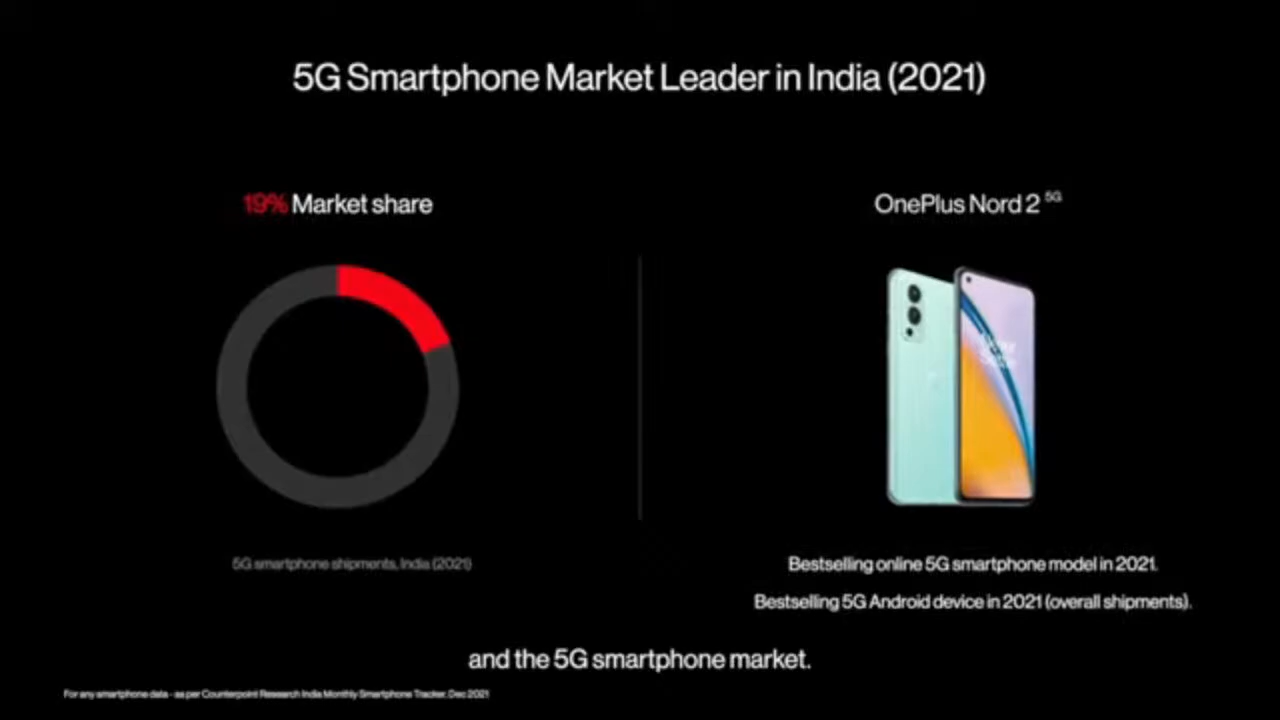 5G Smartphone Market Leader in India (2021)
19% Market share
5G smartphone shipments, India (2021)
OnePlus Nord 2 5G
Bestselling online 5G smartphone model in 2021.
Bestselling 5G Android device in 2021 (overall shipments).
and the 5G smartphone market.
For any smartphone data - as per Counterpoint Research India Monthly Smartphone Tracker, Dec 2021